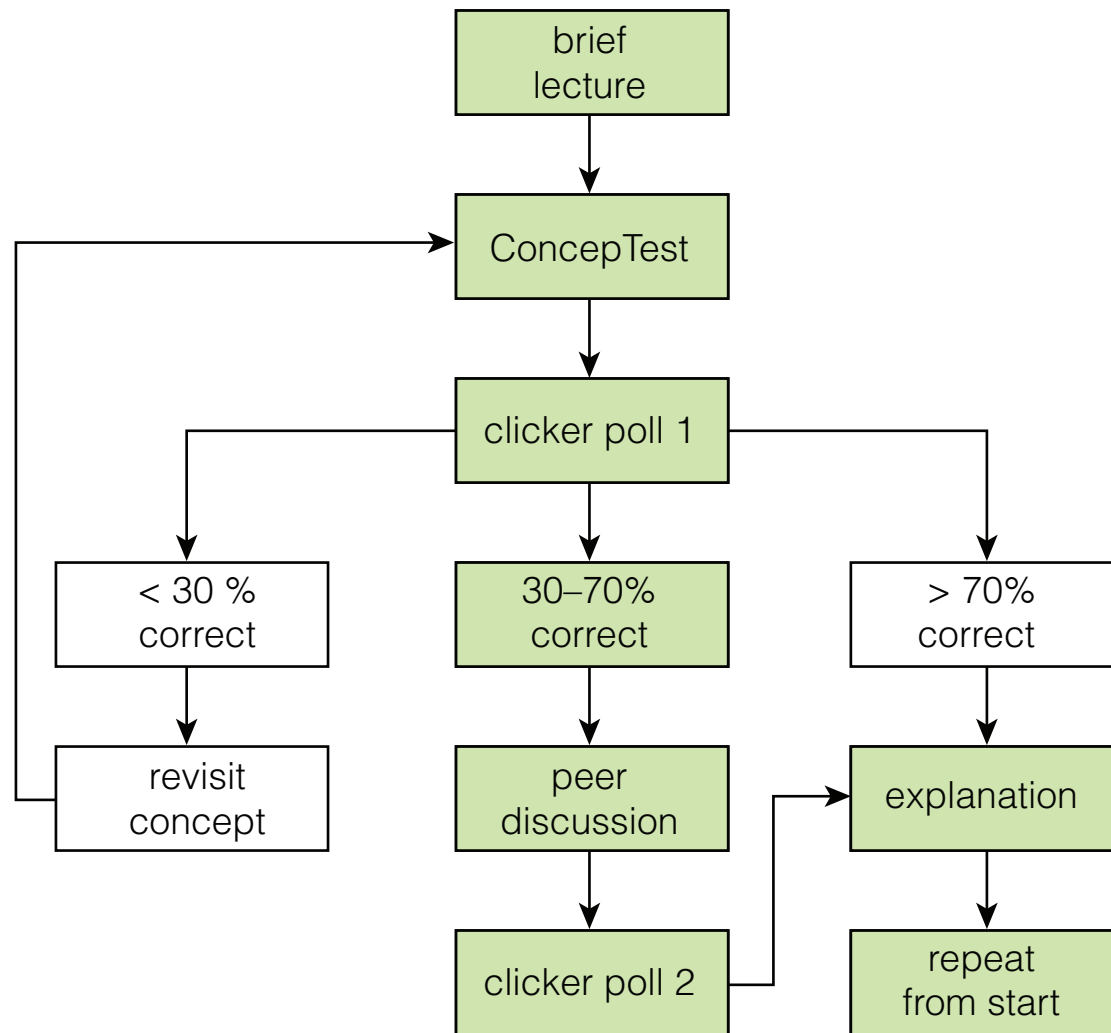 brief
lecture
ConcepTest
clicker poll 1
< 30 %
correct
30–70%
correct
> 70%
correct
revisit
concept
peer
discussion
explanation
clicker poll 2
repeat
from start